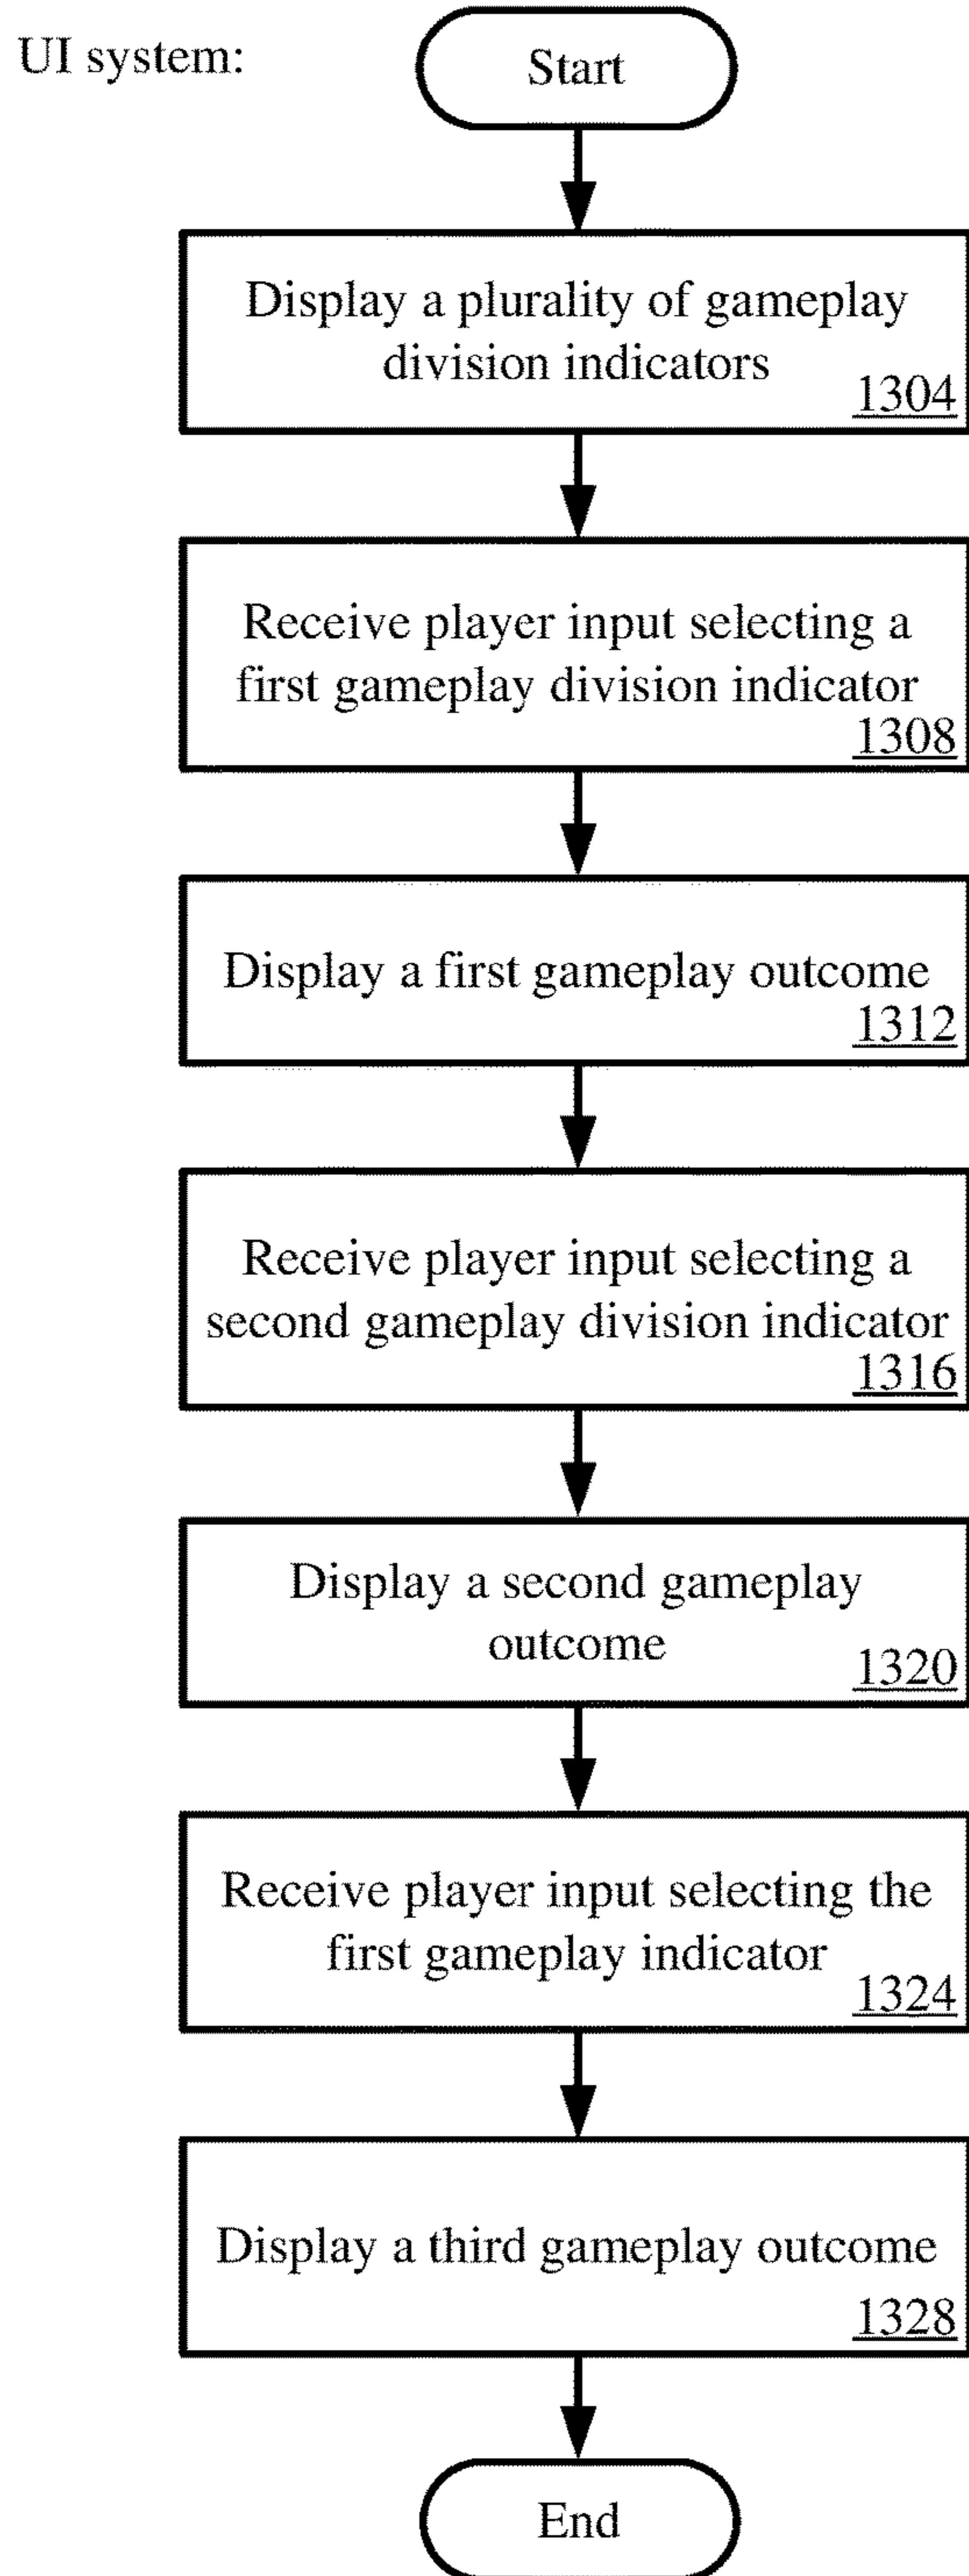 UI system:
Start
Display a plurality of gameplay
division indicators
1304
Receive player input selecting a
first gameplay division indicator
1308
Display a first gameplay outcome
1312
Receive player input selecting a
second gameplay division indicator
1316
Display a second gameplay
outcome
1320
Receive player input selecting the
first gameplay indicator
1324
Display a third gameplay outcome
1328
End